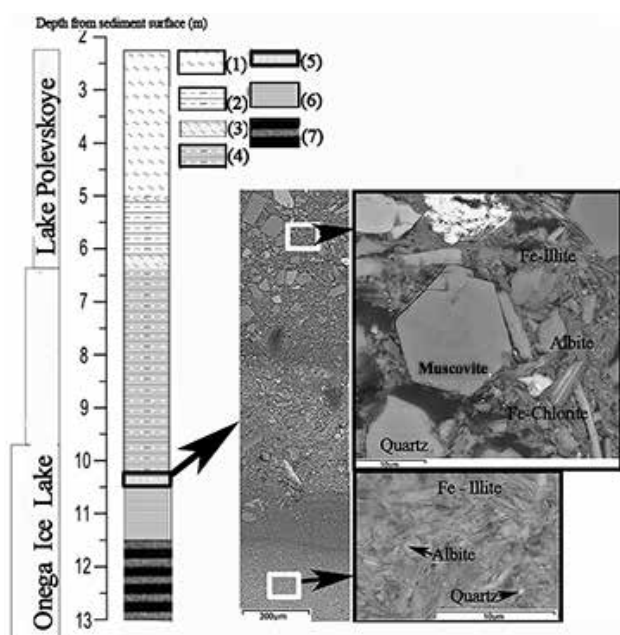 Depth from sediment surface (m)
2
3
4
5
6
7
8
9
10
11
12
13
Lake Polevskoye
Onega Ice Lake
(1)
(2)
(3)
(4)
(5)
(6)
(7)
200µm
Fe-Illite
Muscovite
Albite
Fe-Chlorite
Quartz
10µm
Fe - Illite
Albite
Quartz
10µm